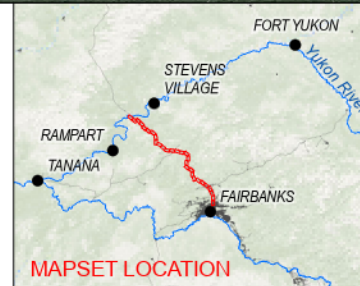 FORT YUKON
Yukon River
STEVENS
VILLAGE
RAMPART
TANANA
FAIRBANKS
MAPSET LOCATION